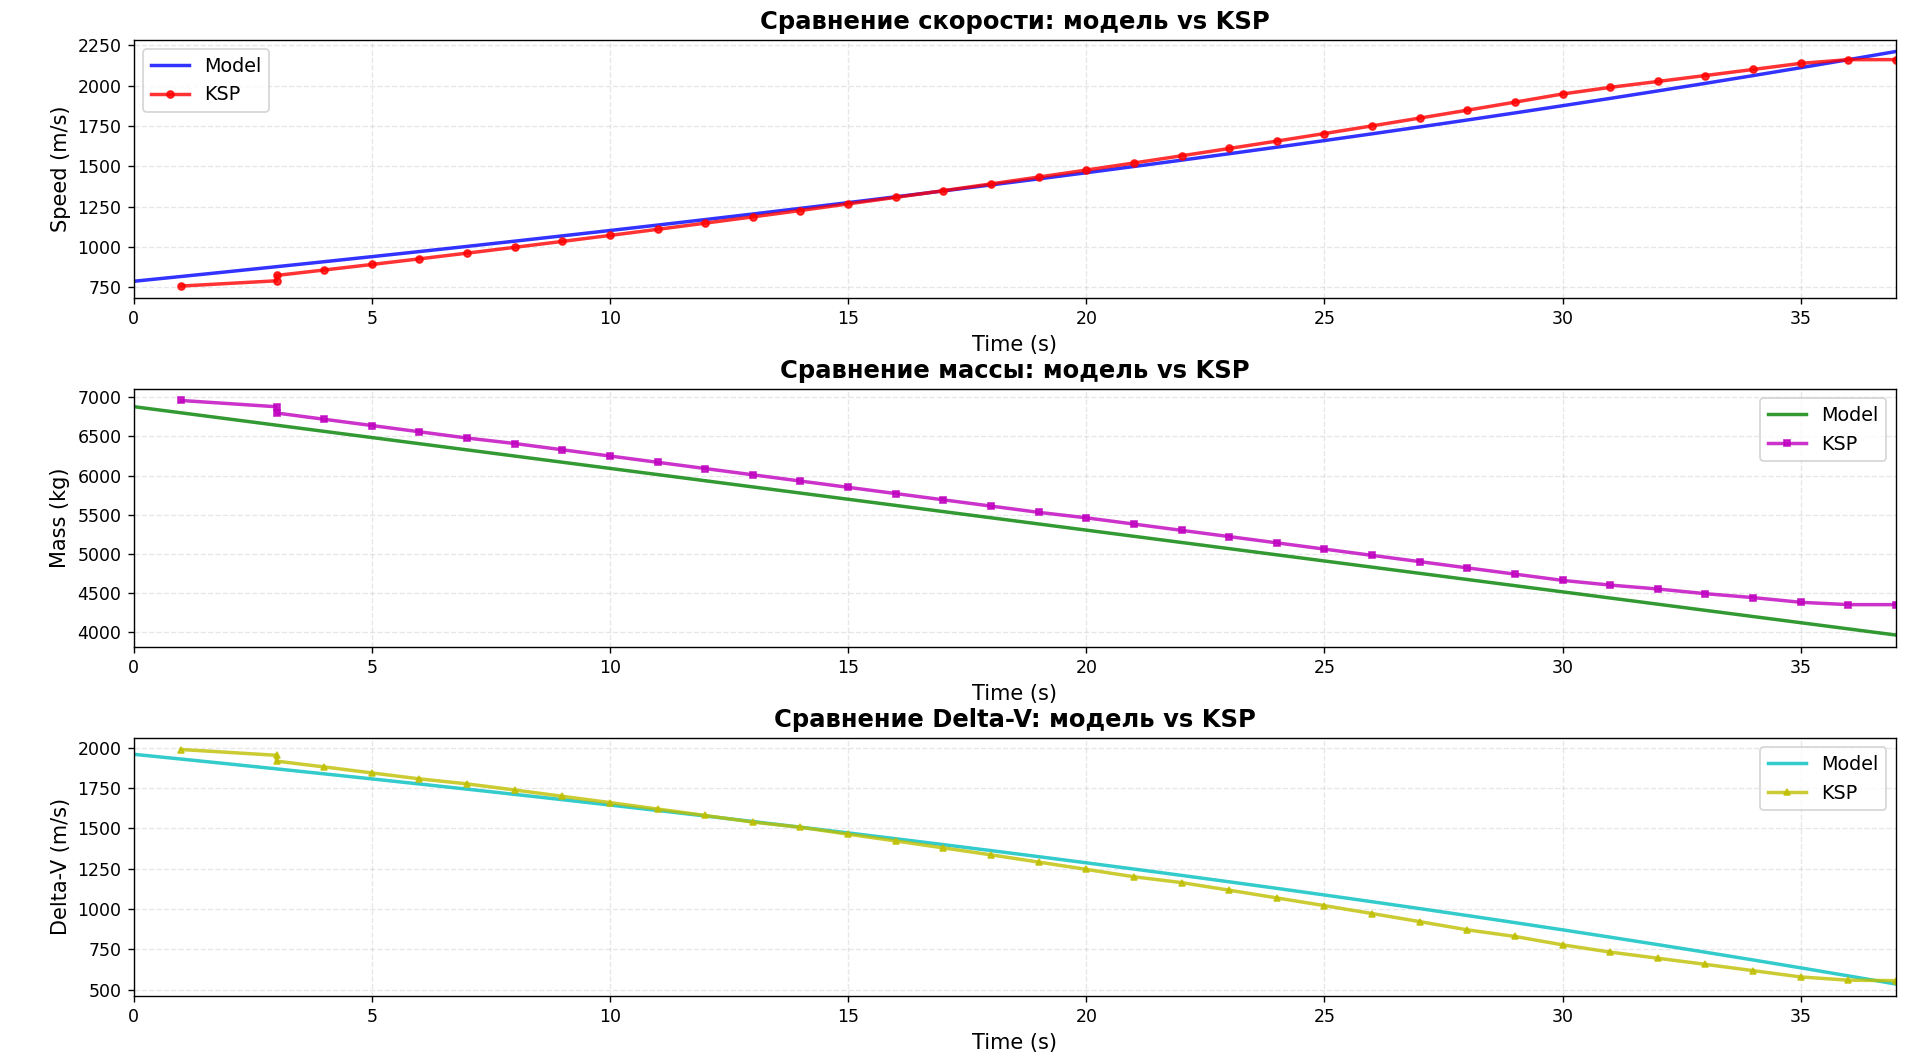 Сравнение скорости: модель vs KSP
Model
KSP
Speed (m/s)
2250
2000
1750
1500
1250
1000
750
0 5 10 15 20 25 30 35
Time (s)
Сравнение массы: модель vs KSP
Model
KSP
Mass (kg)
7000
6500
6000
5500
5000
4500
4000
0 5 10 15 20 25 30 35
Time (s)
Сравнение Delta-V: модель vs KSP
Model
KSP
Delta-V (m/s)
2000
1750
1500
1250
1000
750
500
0 5 10 15 20 25 30 35
Time (s)